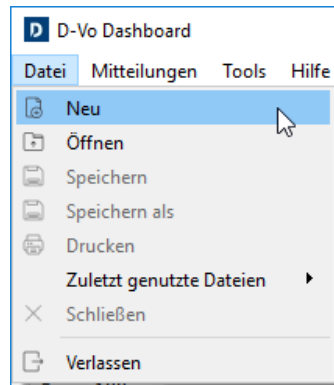 D D-Vo Dashboard
Datei Mitteilungen Tools Hilfe
Neu
Öffnen
Speichern
Speichern als
Drucken
Zuletzt genutzte Dateien
Schließen
Verlassen